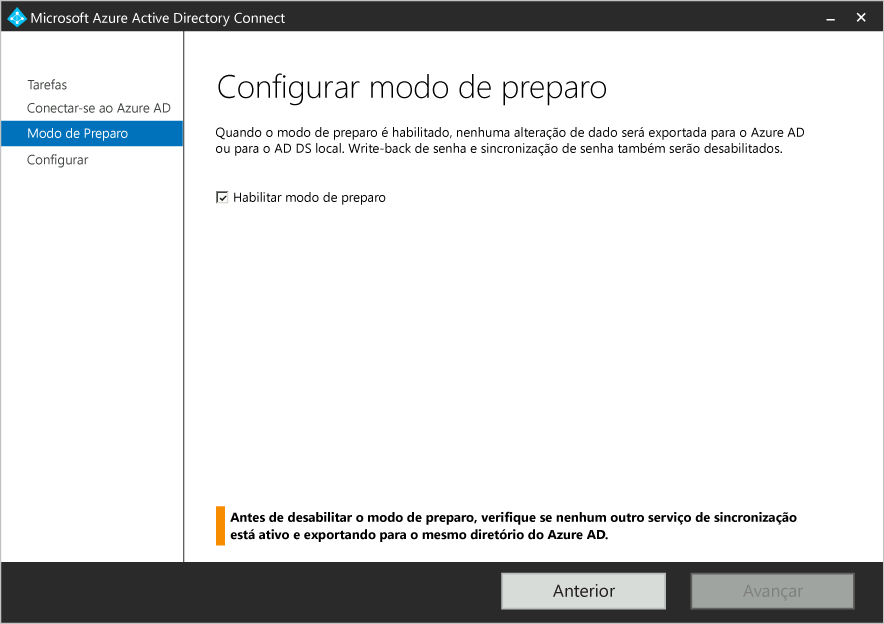 Microsoft Azure Active Directory Connect
Tarefas
Conectar-se ao Azure AD
Modo de Preparo
Configurar
Configurar modo de preparo
Quando o modo de preparo é habilitado, nenhuma alteração de dado será exportada para o Azure AD
ou para o AD DS local. Write-back de senha e sincronização de senha também serão desabilitados.
Habilitar modo de preparo
Antes de desabilitar o modo de preparo, verifique se nenhum outro serviço de sincronização
está ativo e exportando para o mesmo diretório do Azure AD.
Anterior
Avançar